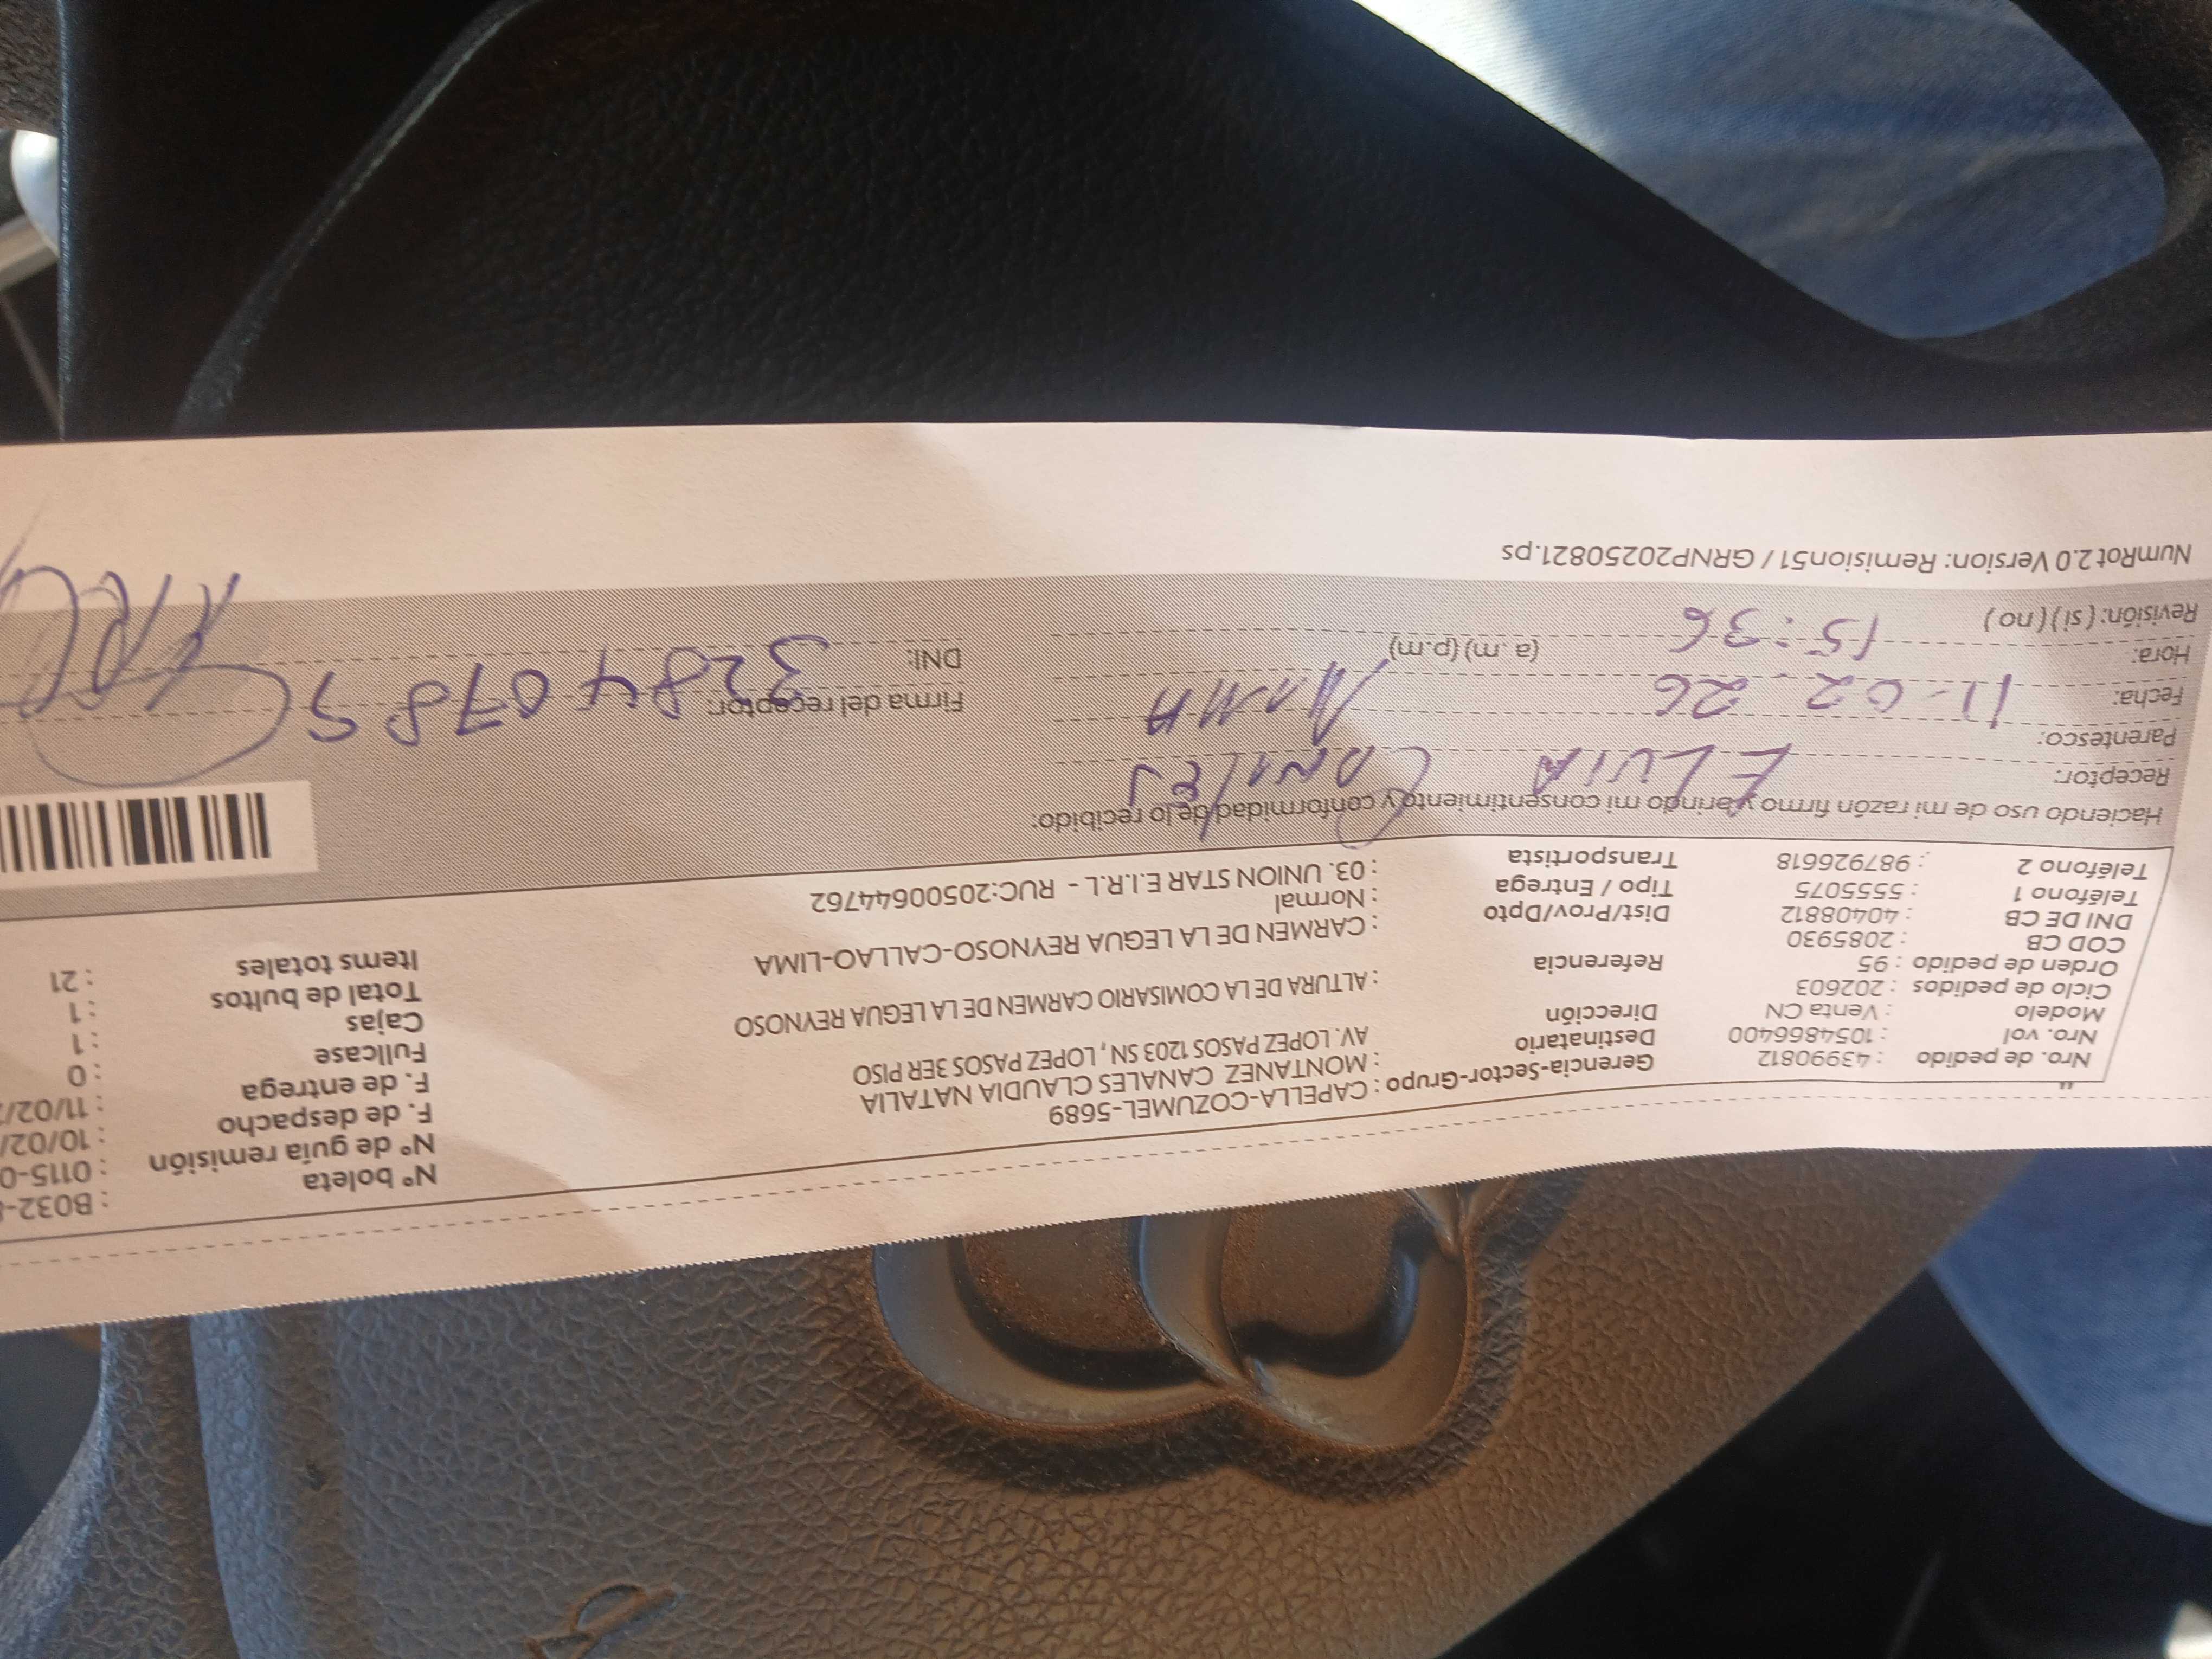 Nº boleta : B032-
Nº de guía remisión : 0115-0
F. de despacho : 10/02/
F. de entrega : 11/02/
Fullcase : 0
Cajas : 1
Total de bultos : 1
Items totales : 21
Gerencia-Sector-Grupo : CAPELLA-COZUMEL-5689
Destinatario : MONTANEZ CANALES CLAUDIA NATALIA
Dirección AV. LOPEZ PASOS 1203 SN, LOPEZ PASOS 3ER PISO
Referencia : ALTURA DE LA COMISARIO CARMEN DE LA LEGUA REYNOSO
Dist/Prov/Dpto : CARMEN DE LA LEGUA REYNOSO-CALLAO-LIMA
Tipo / Entrega : Normal
Transportista : 03. UNION STAR E.I.R.L - RUC:20500644762
Nro. de pedido : 43990812
Nro. vol : 1054866400
Modelo : Venta CN
Ciclo de pedidos : 202603
Orden de pedido : 95
COD CB : 2085930
DNI DE CB : 40408812
Teléfono 1 : 5555075
Teléfono 2 : 987926618
Haciendo uso de mi razón firmo y brindo mi consentimiento y conformidad de lo recibido:
Receptor: ELVIA CANALES
Parentesco: MAMA
Fecha: 11-02-26
Hora: 15:36 (a.m) (p.m)
Revisión: (si) (no)
Firma del receptor:
DNI: 32840789
NumRot 2.0 Version: Remision51 / GRNP20250821.ps